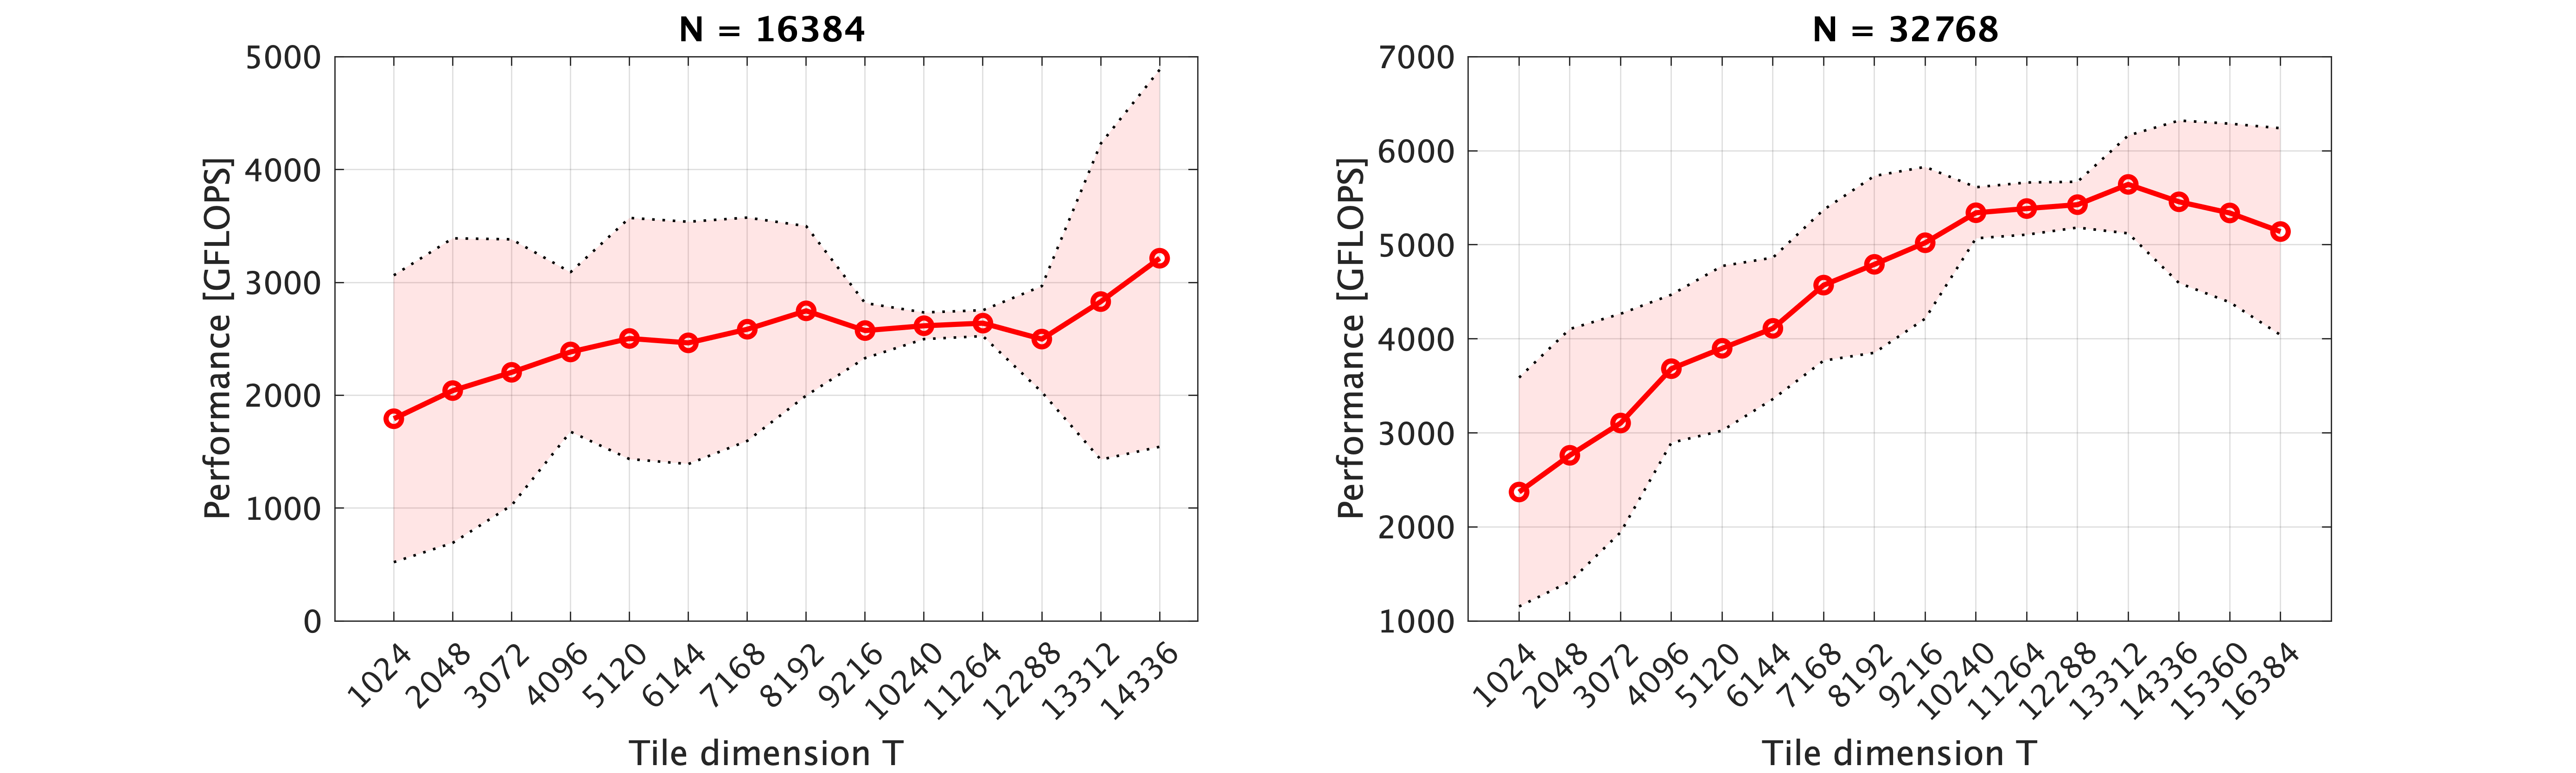 N = 16384
Performance [GFLOPS]
5000
4000
3000
2000
1000
0
1024 2048 3072 4096 5120 6144 7168 8192 9216 10240 11264 12288 13312 14336
Tile dimension T
N = 32768
Performance [GFLOPS]
7000
6000
5000
4000
3000
2000
1000
1024 2048 3072 4096 5120 6144 7168 8192 9216 10240 11264 12288 13312 14336 15360 16384
Tile dimension T